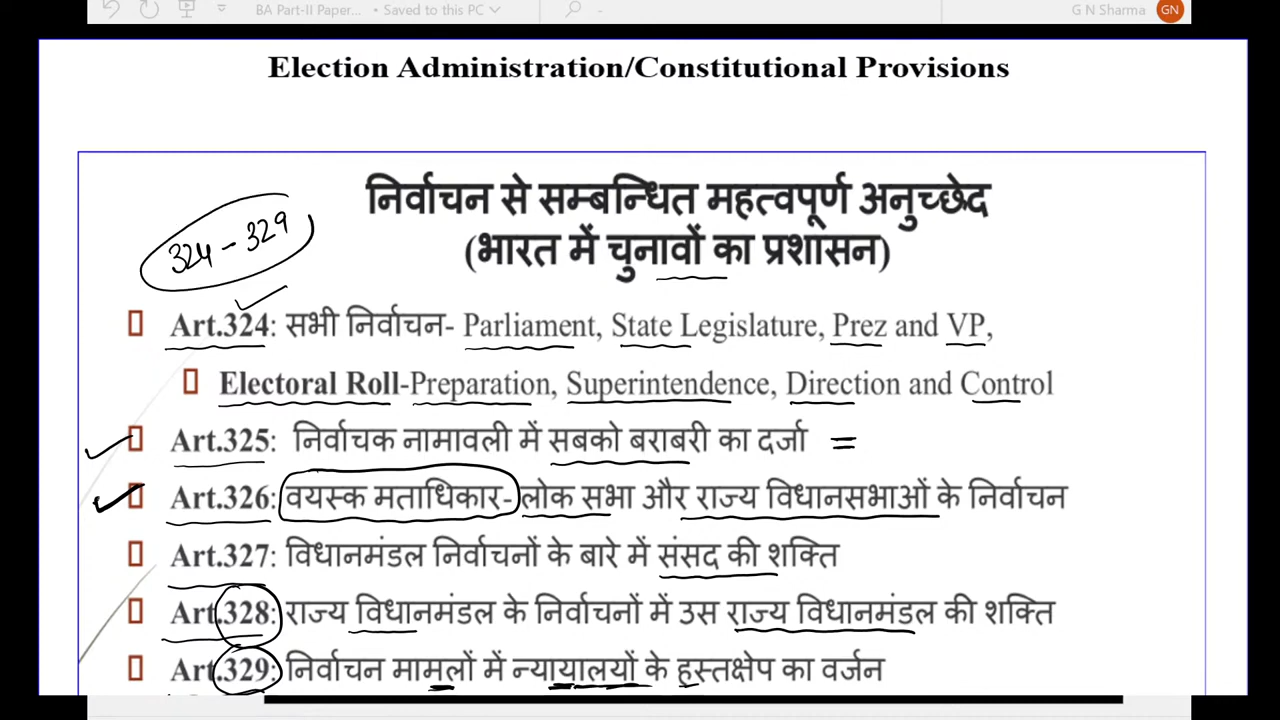 BA Part-II Paper... • Saved to this PC
G N Sharma GN
Election Administration/Constitutional Provisions
324 - 329
निर्वाचन से सम्बन्धित महत्वपूर्ण अनुच्छेद
(भारत में चुनावों का प्रशासन)
Art.324: सभी निर्वाचन- Parliament, State Legislature, Prez and VP,
Electoral Roll-Preparation, Superintendence, Direction and Control
Art.325: निर्वाचक नामावली में सबको बराबरी का दर्जा =
Art.326: वयस्क मताधिकार- लोक सभा और राज्य विधानसभाओं के निर्वाचन
Art.327: विधानमंडल निर्वाचनों के बारे में संसद की शक्ति
Art.328: राज्य विधानमंडल के निर्वाचनों में उस राज्य विधानमंडल की शक्ति
Art.329: निर्वाचन मामलों में न्यायालयों के हस्तक्षेप का वर्जन